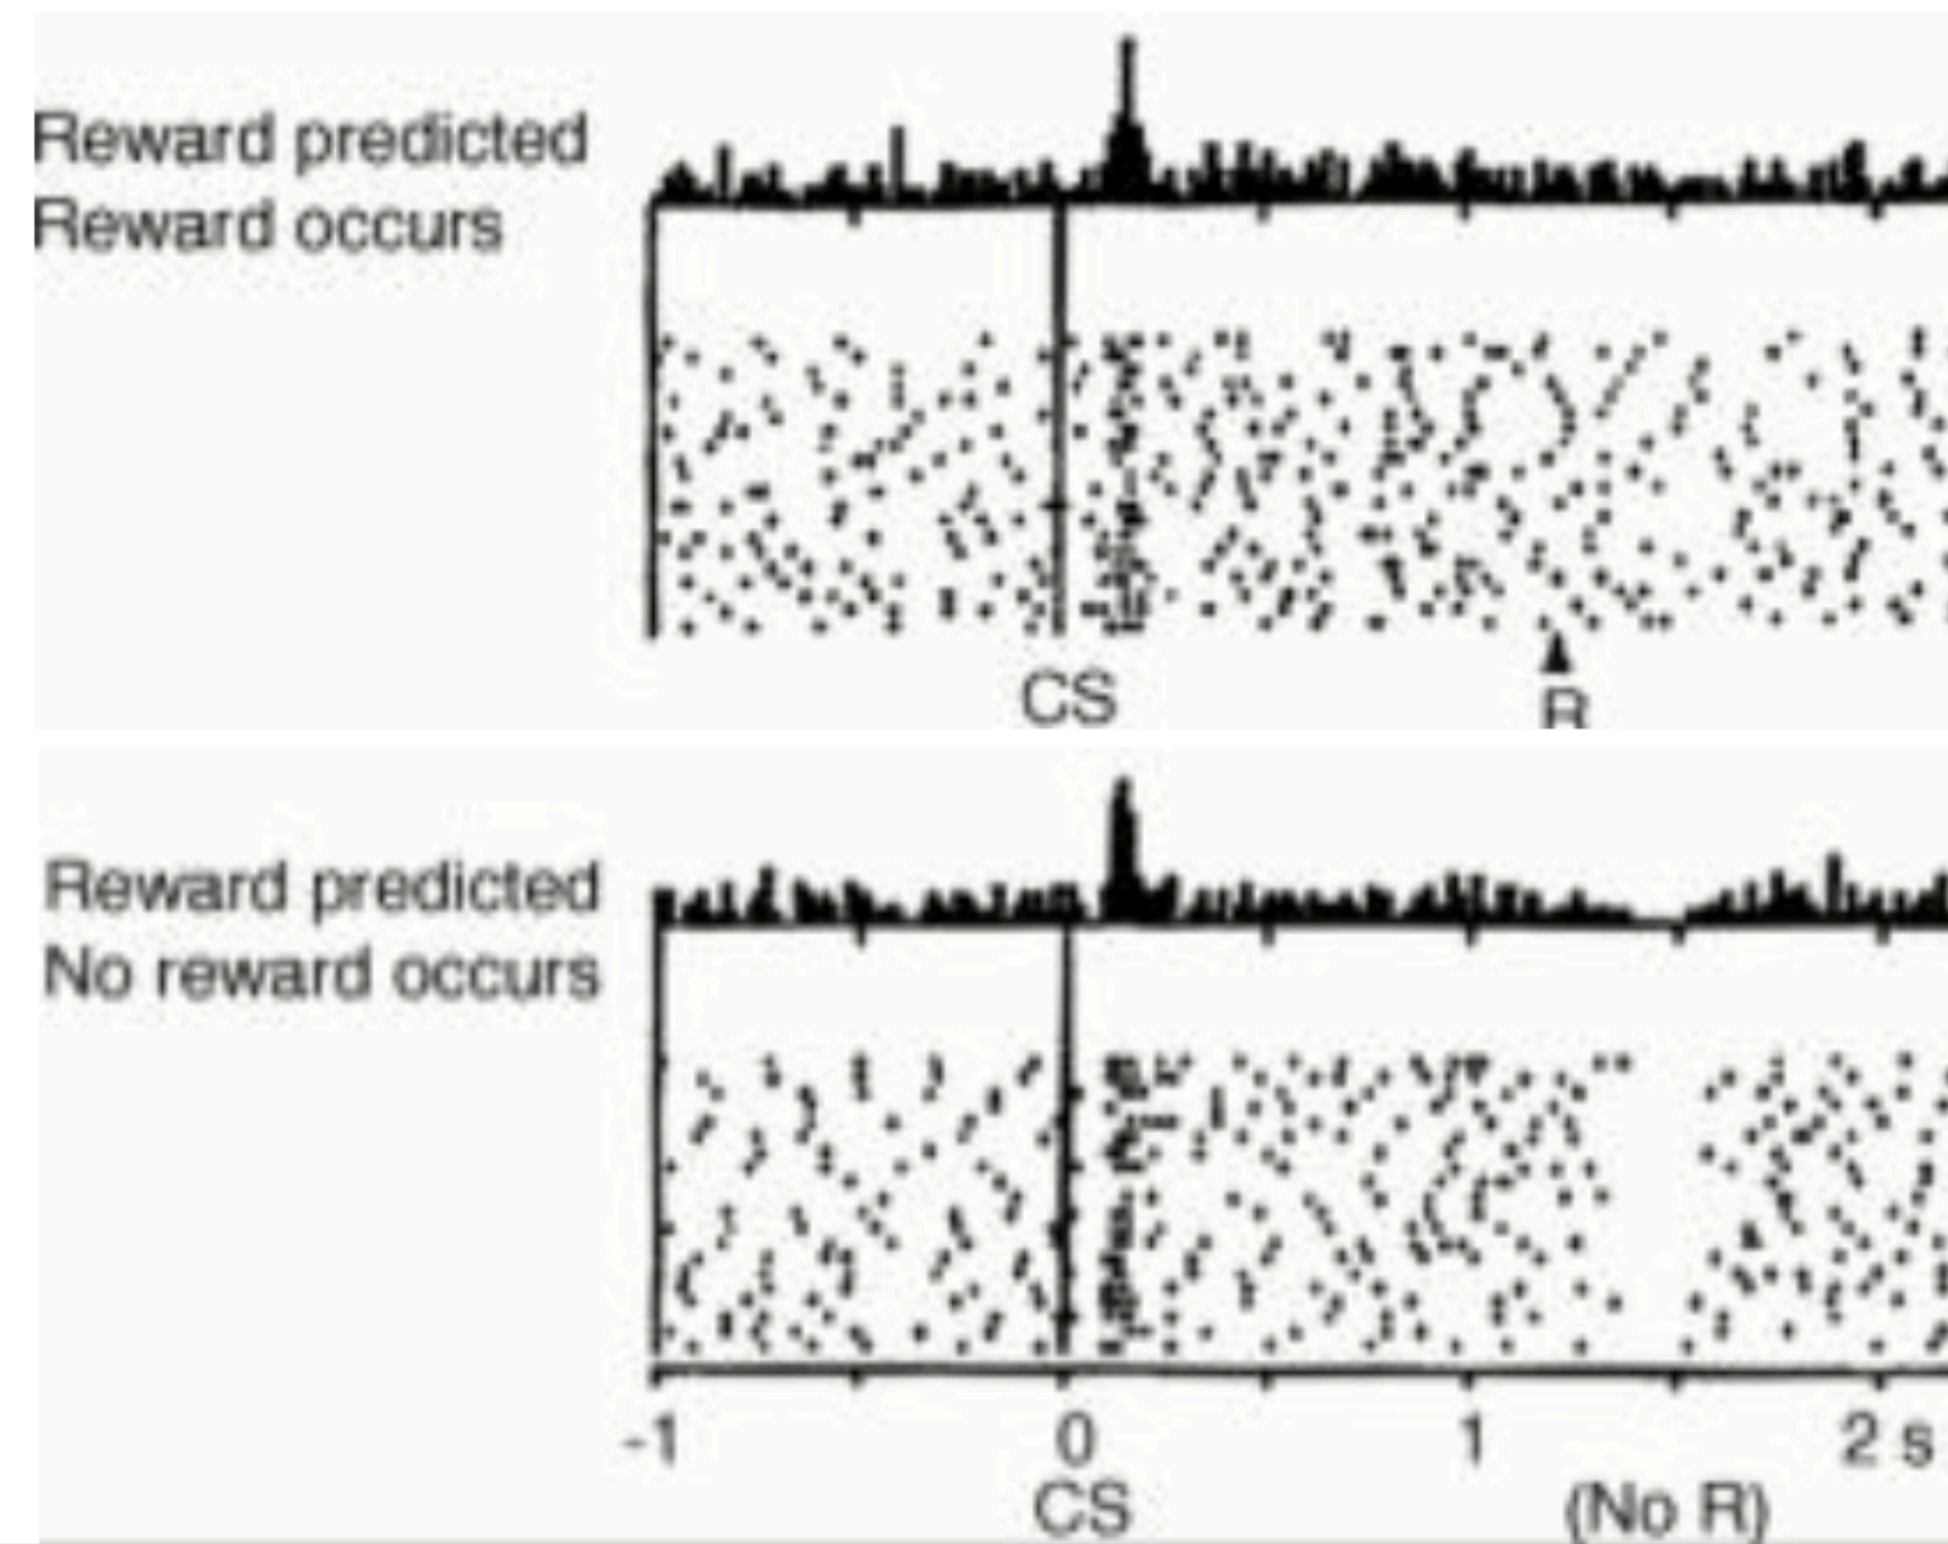 Reward predicted
Reward occurs
CS
R
Reward predicted
No reward occurs
-1 0 1 2 s
CS (No R)